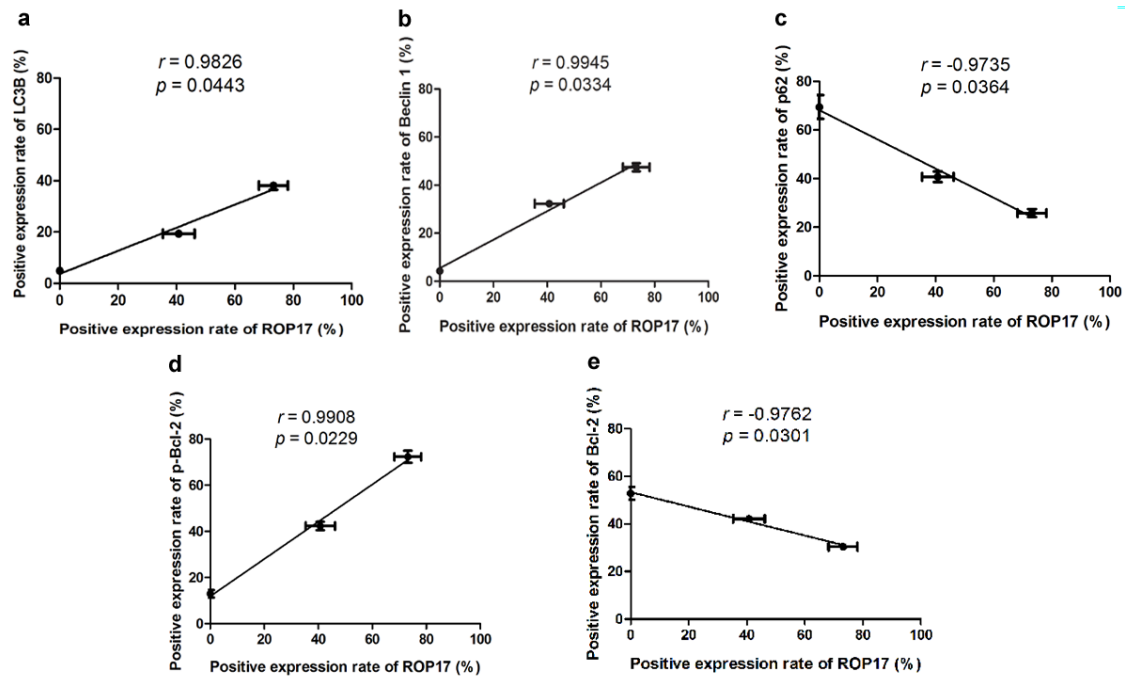 a
Positive expression rate of LC3B (%)
r = 0.9826
p = 0.0443
80
60
40
20
0
0 20 40 60 80 100
Positive expression rate of ROP17 (%)
b
Positive expression rate of Beclin 1 (%)
r = 0.9945
p = 0.0334
80
60
40
20
0
0 20 40 60 80 100
Positive expression rate of ROP17 (%)
c
Positive expression rate of p62 (%)
r = -0.9735
p = 0.0364
80
60
40
20
0
0 20 40 60 80 100
Positive expression rate of ROP17 (%)
d
Positive expression rate of p-Bcl-2 (%)
r = 0.9908
p = 0.0229
80
60
40
20
0
0 20 40 60 80 100
Positive expression rate of ROP17 (%)
e
Positive expression rate of Bcl-2 (%)
r = -0.9762
p = 0.0301
80
60
40
20
0
0 20 40 60 80 100
Positive expression rate of ROP17 (%)